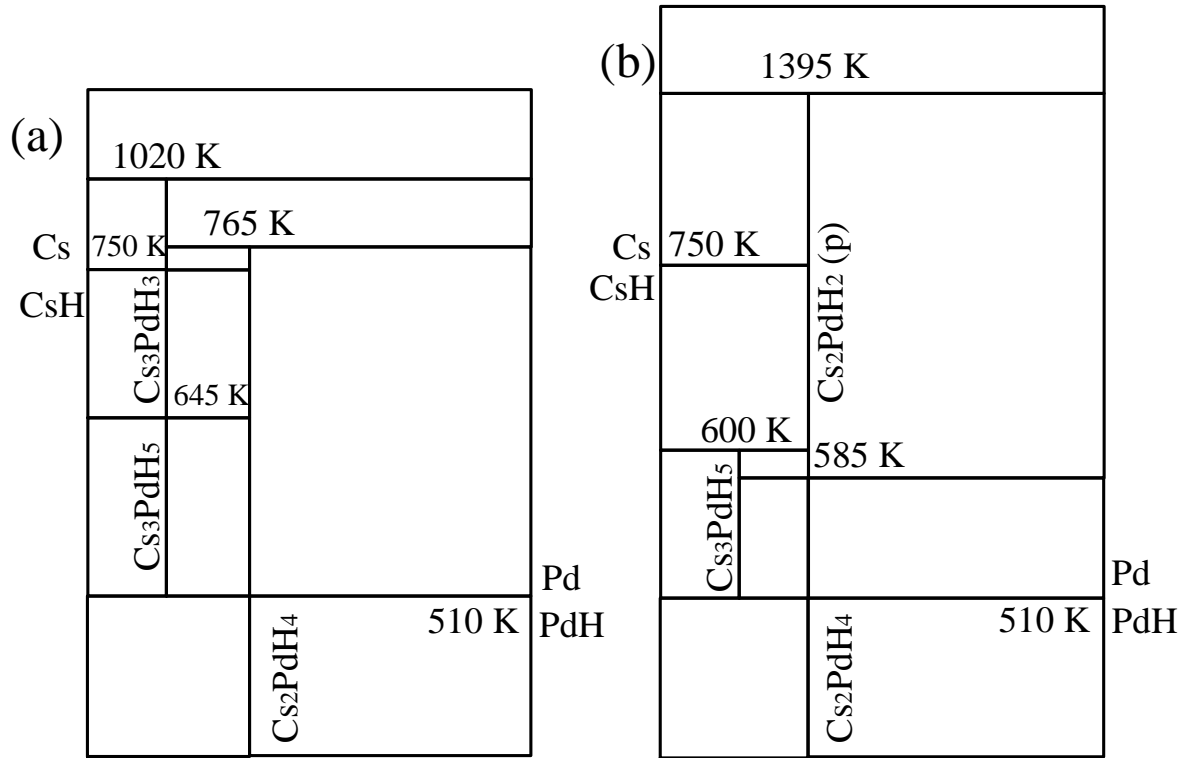 (a)
1020 K
765 K
Cs
750 K
CsH
Cs3PdH3
645 K
Cs3PdH5
Pd
510 K
PdH
Cs2PdH4
(b)
1395 K
Cs
750 K
CsH
Cs2PdH2 (p)
600 K
585 K
Cs3PdH5
Pd
510 K
PdH
Cs2PdH4